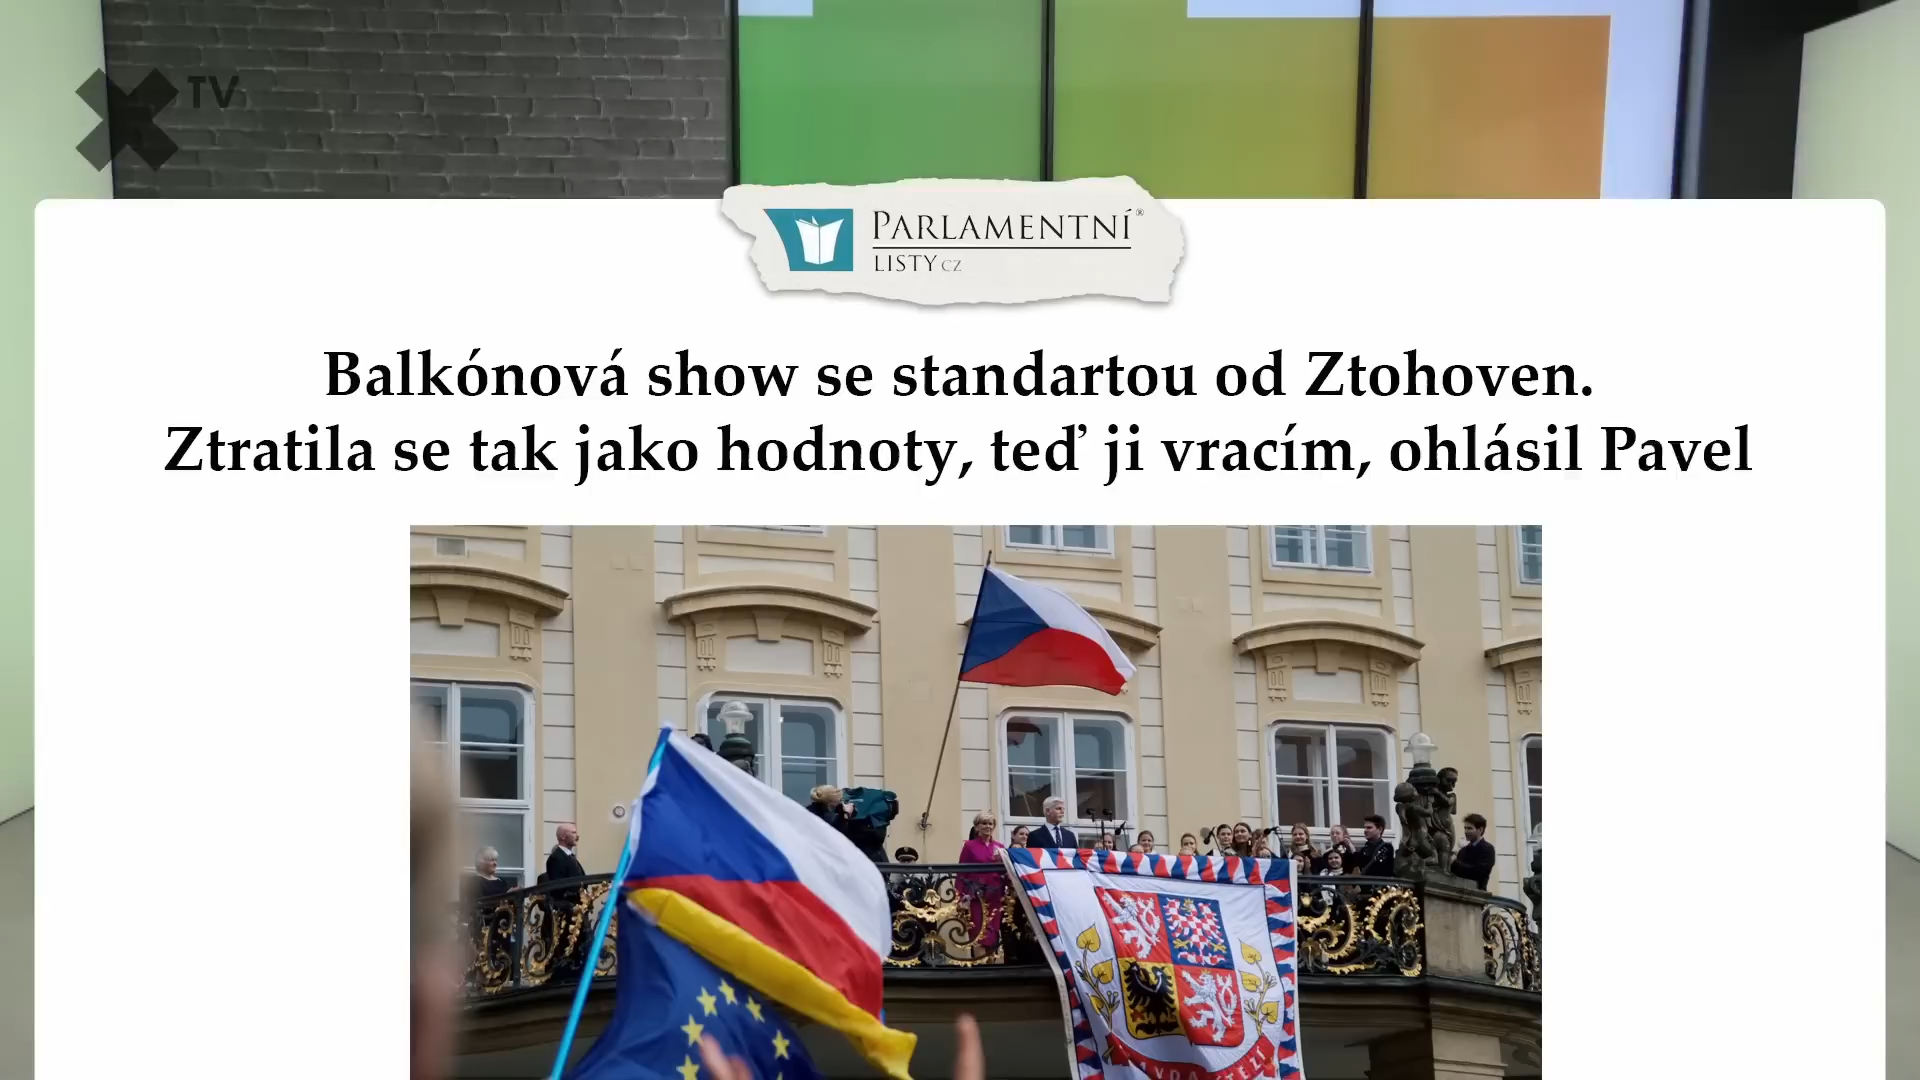 TV
PARLAMENTNÍ®
LISTY CZ
Balkónová show se standartou od Ztohoven.
Ztratila se tak jako hodnoty, teď ji vracím, ohlásil Pavel